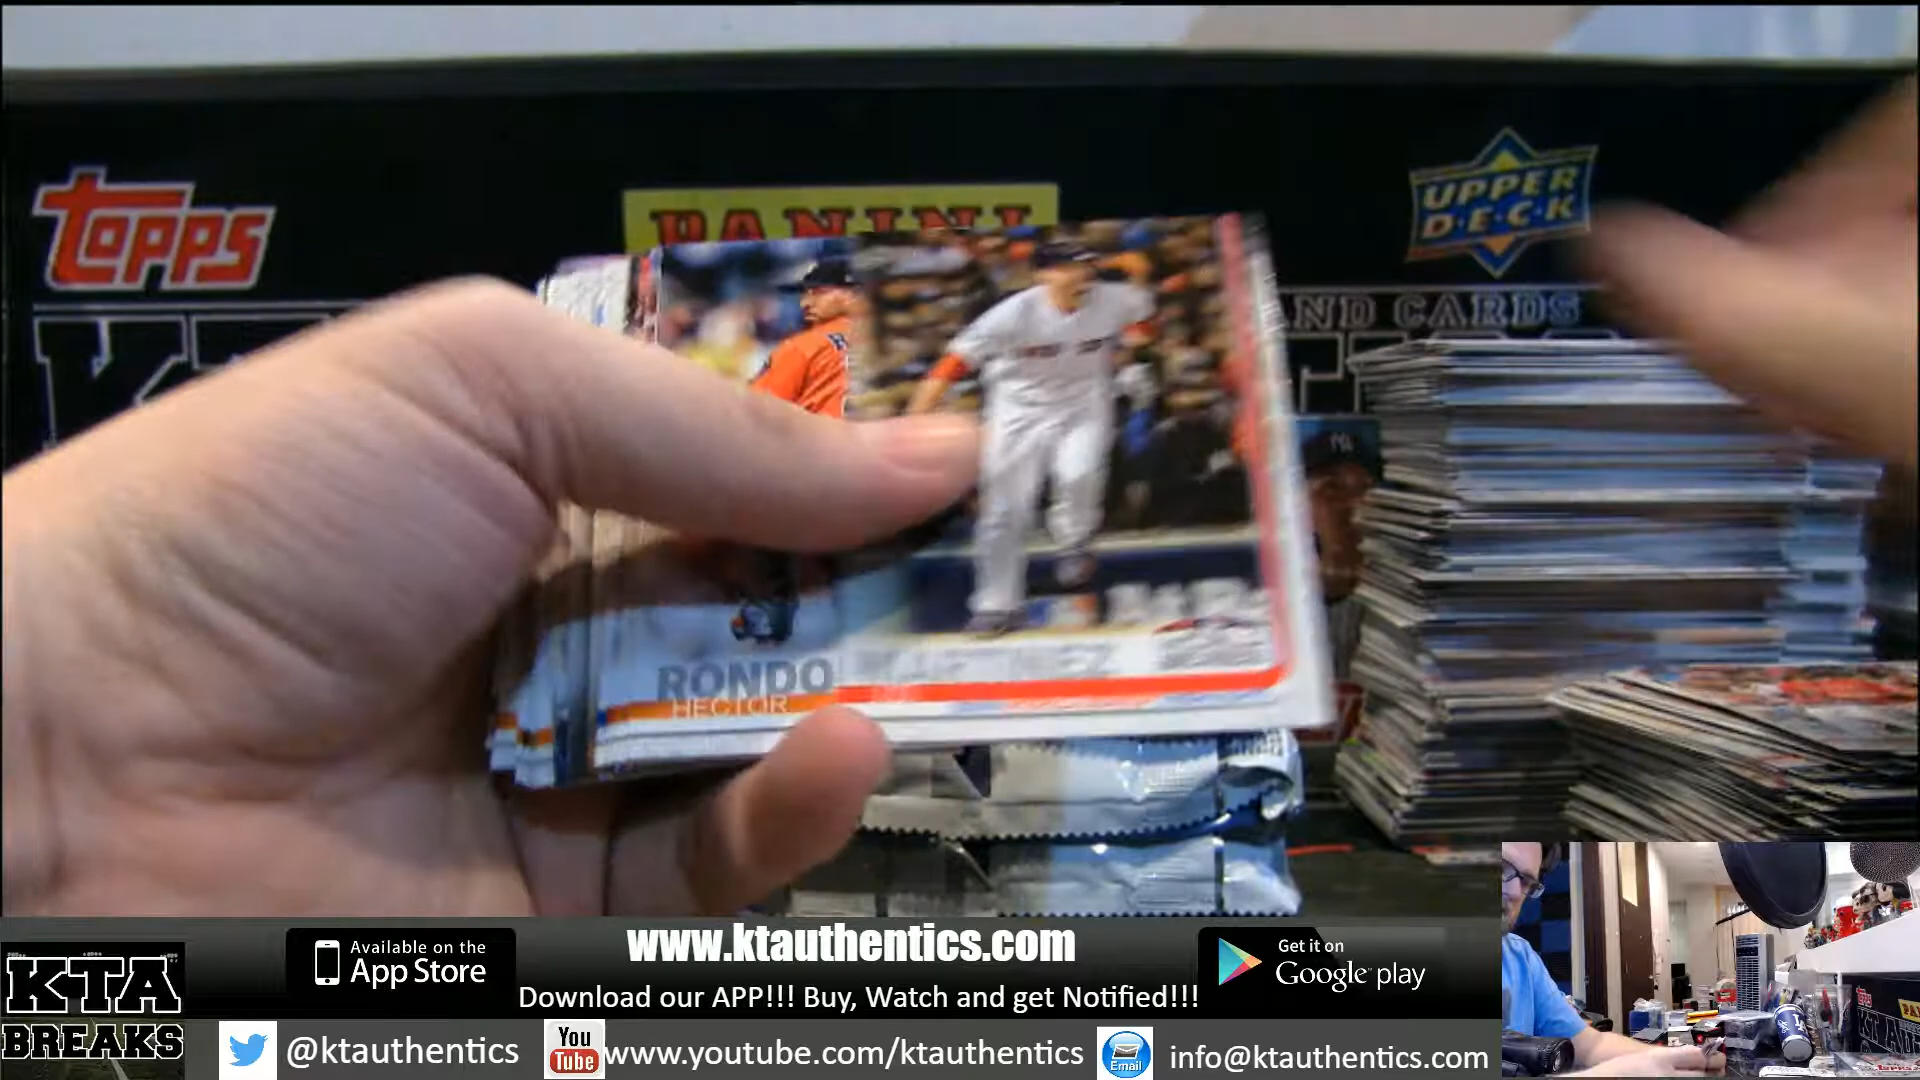 TOPPS
PANINI
UPPER
D·E·C·K
AND CARDS
RONDO
HECTOR
MARTINEZ
www.ktauthentics.com
Available on the
App Store
Get it on
Google play
Download our APP!!! Buy, Watch and get Notified!!!
KTA
BREAKS
@ktauthentics
You
Tube
www.youtube.com/ktauthentics
Email
info@ktauthentics.com